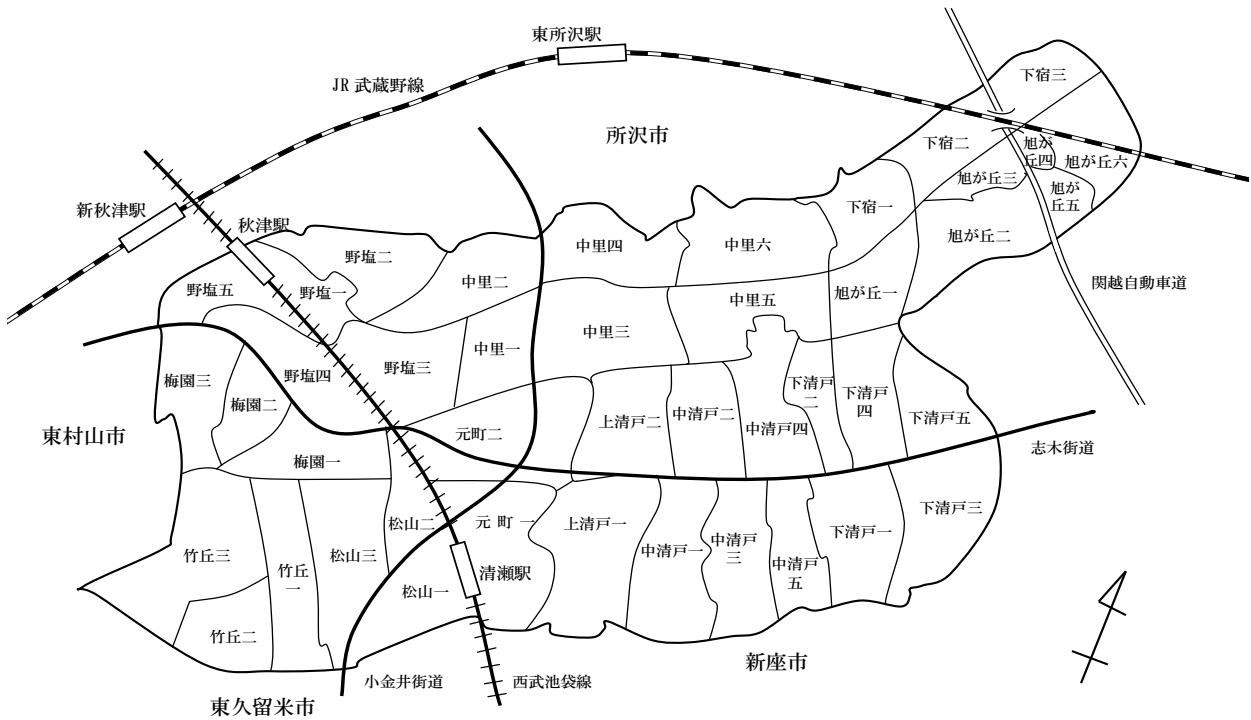 東所沢駅
JR 武蔵野線
所沢市
下宿三
下宿二
旭が
丘四
旭が丘六
旭が丘三
旭が
丘五
新秋津駅
秋津駅
下宿一
旭が丘二
野塩二
中里四
中里六
関越自動車道
野塩五
野塩一
中里二
中里五
旭が丘一
中里三
中里一
野塩三
野塩四
梅園三
梅園二
下清戸
二
下清戸
四
下清戸五
東村山市
元町二
上清戸二
中清戸二
中清戸四
志木街道
梅園一
松山二
元 町 一
上清戸一
中清戸一
中清戸
三
下清戸一
下清戸三
竹丘三
竹丘
一
松山三
清瀬駅
中清戸
五
松山一
竹丘二
新座市
小金井街道
西武池袋線
東久留米市